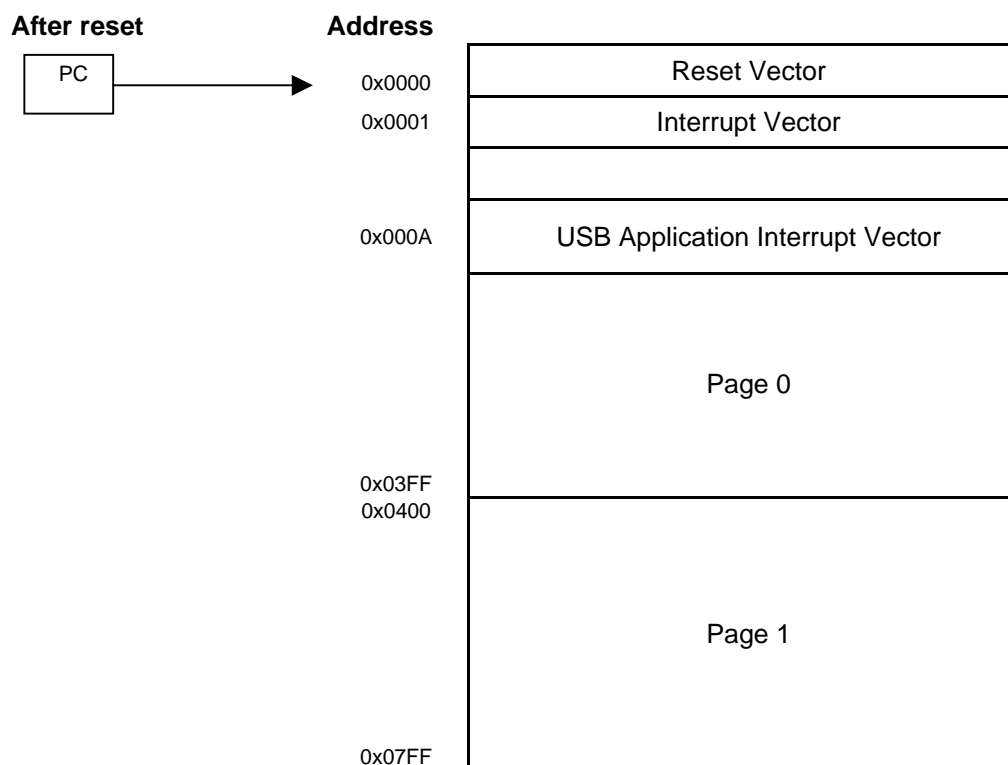 After reset
Address
PC
0x0000
Reset Vector
0x0001
Interrupt Vector
0x000A
USB Application Interrupt Vector
Page 0
0x03FF
0x0400
Page 1
0x07FF